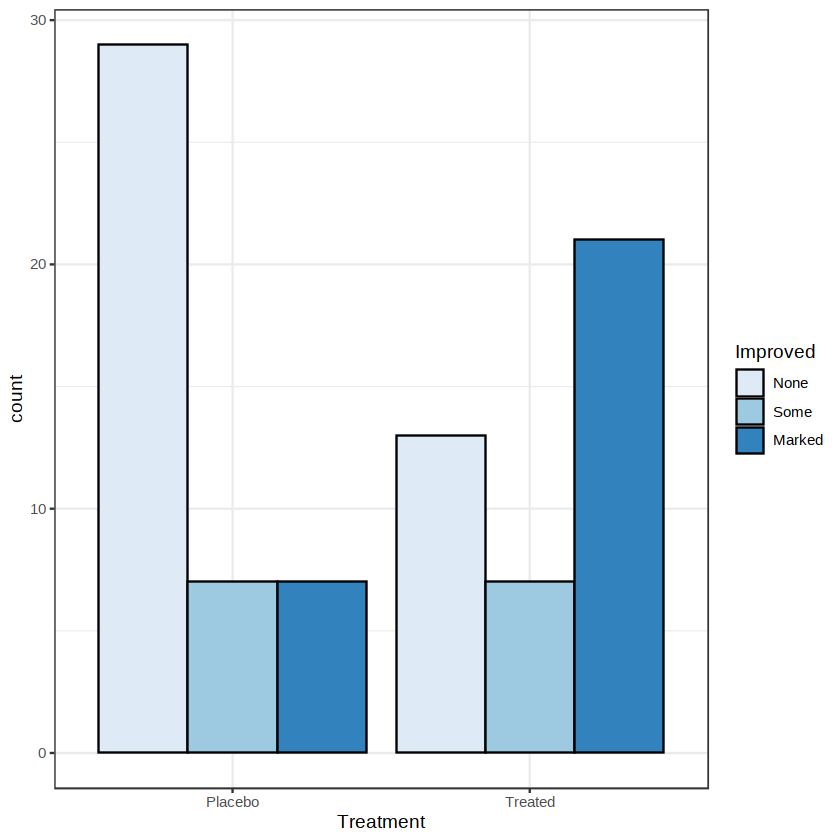 30
20
10
0
count
Placebo
Treated
Treatment
Improved
None
Some
Marked